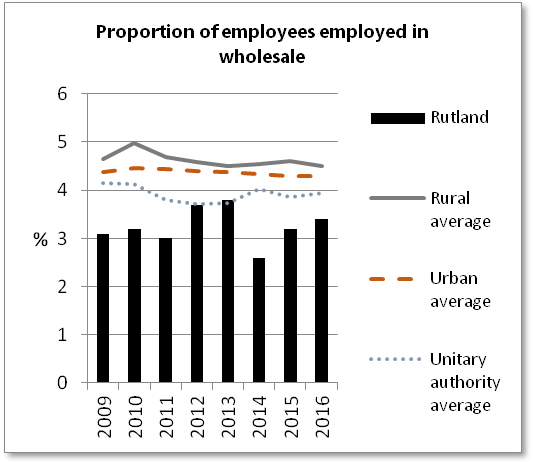 Proportion of employees employed in
wholesale
6
5
4
3
2
1
0
%
2009
2010
2011
2012
2013
2014
2015
2016
Rutland
Rural
average
Urban
average
Unitary
authority
average